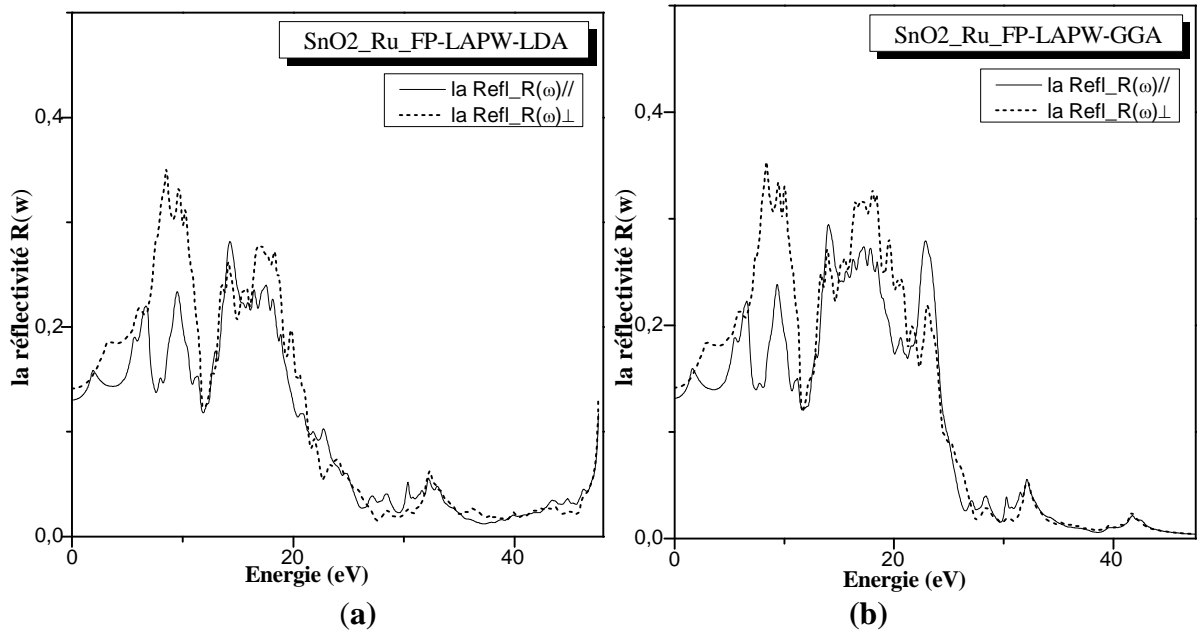 SnO2_Ru_FP-LAPW-LDA
la Refl_R(ω)//
la Refl_R(ω)⊥
0,4
0,2
0,0
la réflectivité R(w)
0
20
40
Energie (eV)
(a)
SnO2_Ru_FP-LAPW-GGA
la Refl_R(ω)//
la Refl_R(ω)⊥
0,4
0,2
0,0
la réflectivité R(w)
0
20
40
Energie (eV)
(b)